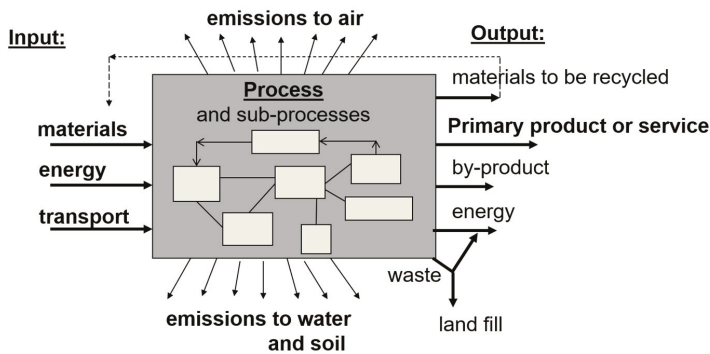 emissions to air
Input:
Output:
materials to be recycled
Process
and sub-processes
materials
Primary product or service
energy
by-product
transport
energy
waste
land fill
emissions to water
and soil